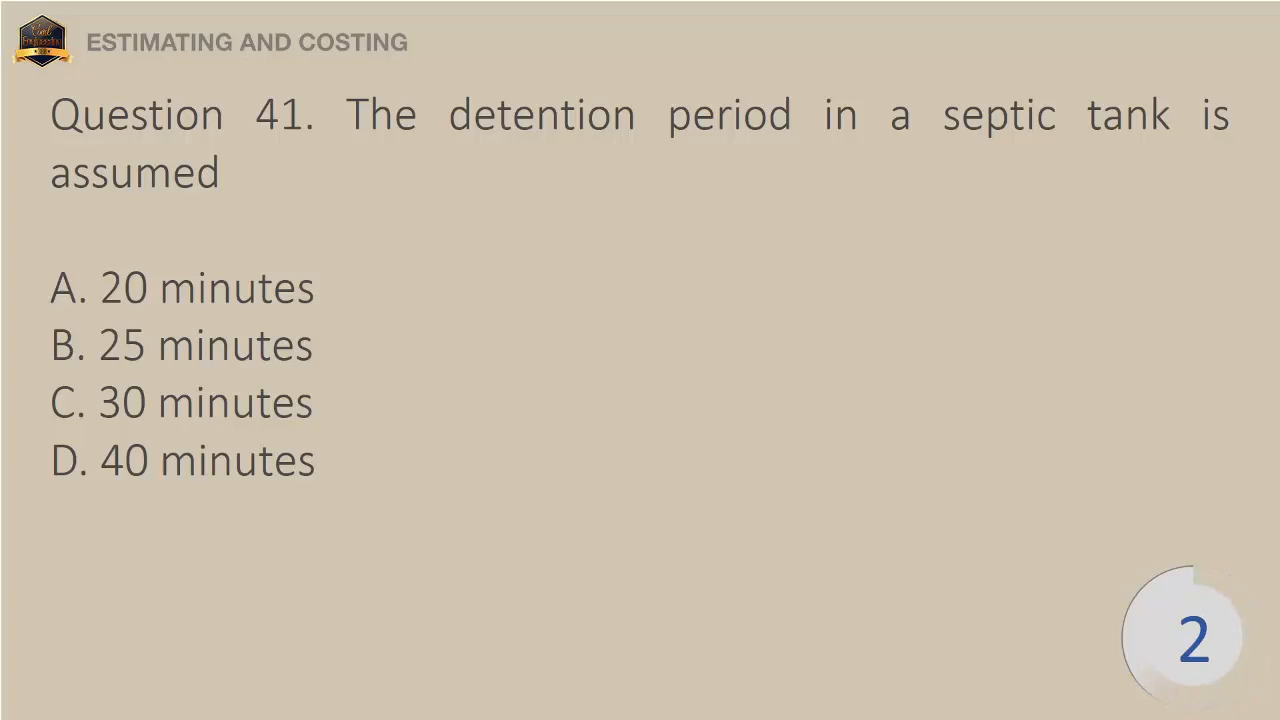 ESTIMATING AND COSTING
Question 41. The detention period in a septic tank is
assumed
A. 20 minutes
B. 25 minutes
C. 30 minutes
D. 40 minutes
2